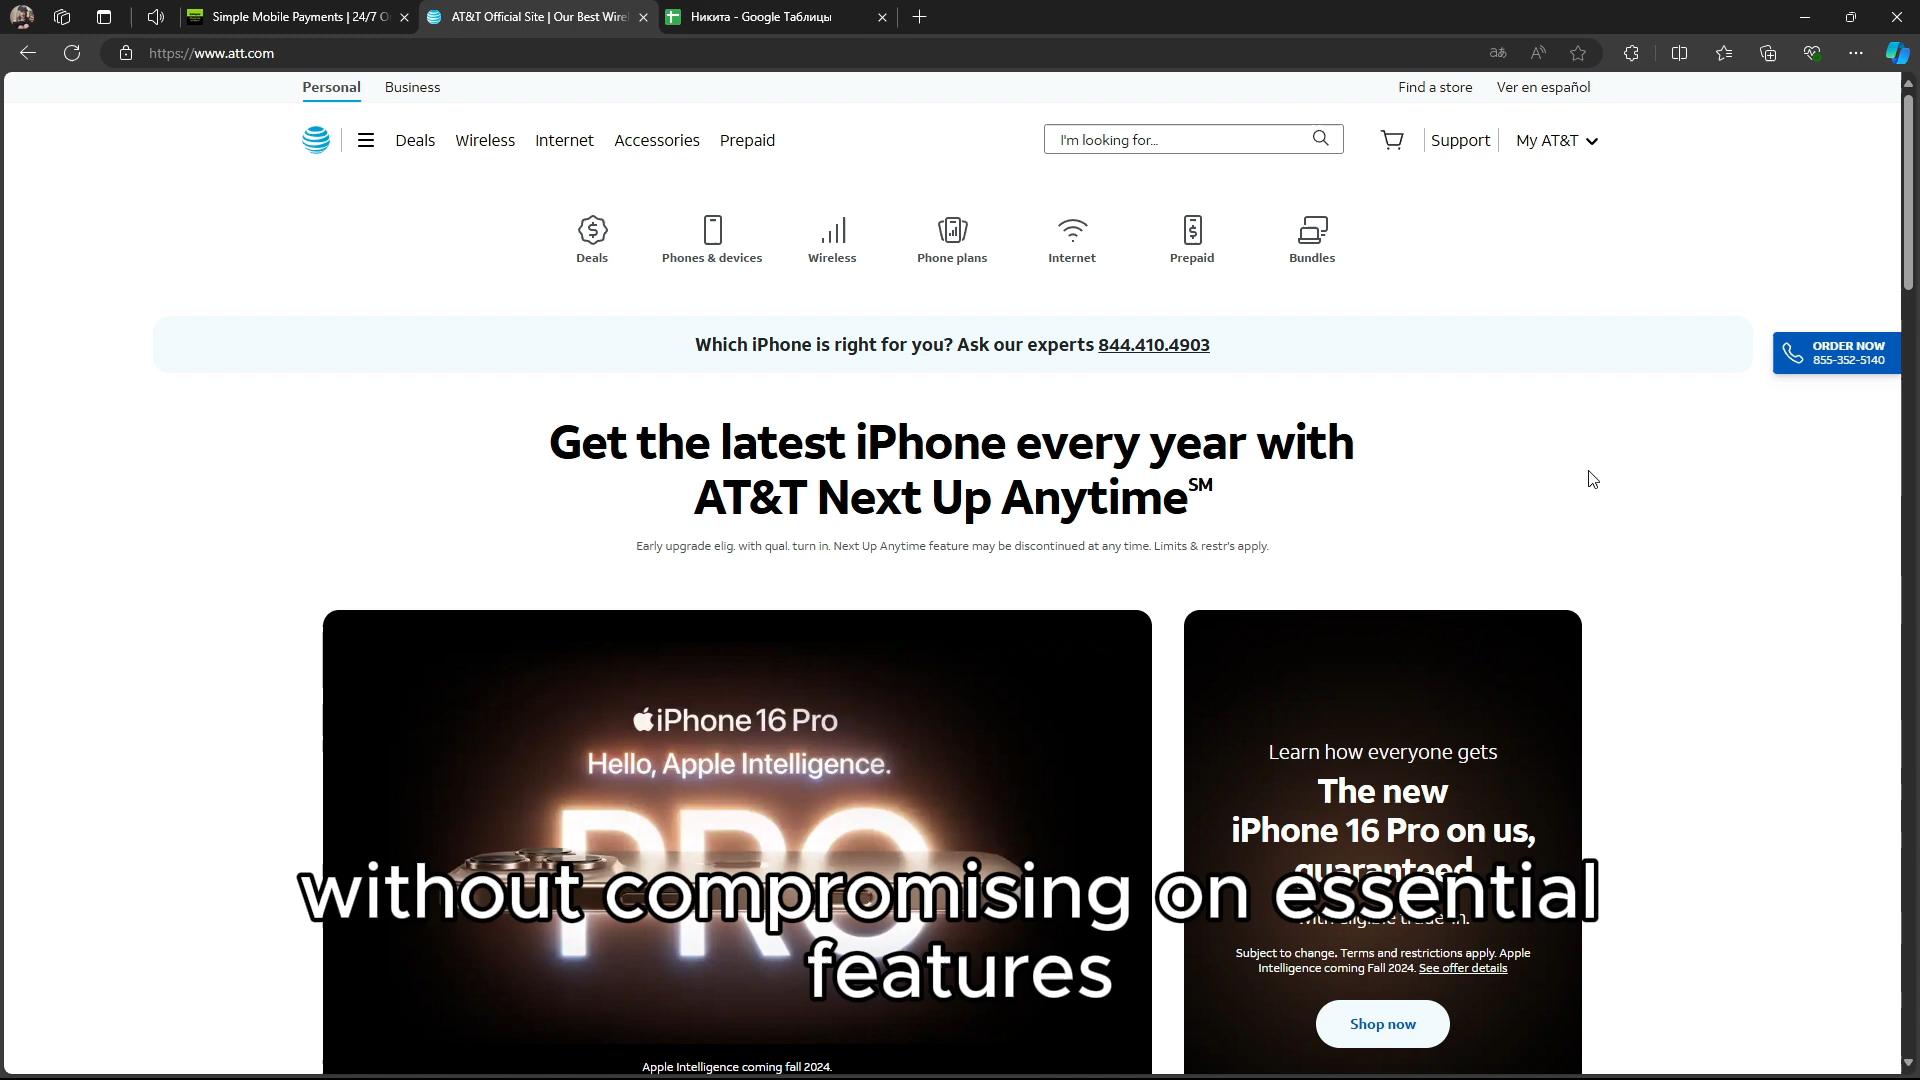 Simple Mobile Payments | 24/7 O
AT&T Official Site | Our Best Wirel
Никита - Google Таблицы
https://www.att.com
Personal
Business
Find a store
Ver en español
Deals
Wireless
Internet
Accessories
Prepaid
I'm looking for...
Support
My AT&T
Deals
Phones & devices
Wireless
Phone plans
Internet
Prepaid
Bundles
Which iPhone is right for you? Ask our experts 844.410.4903
ORDER NOW
855-352-5140
Get the latest iPhone every year with
AT&T Next Up Anytime℠
Early upgrade elig. with qual. turn in. Next Up Anytime feature may be discontinued at any time. Limits & restr's apply.
iPhone 16 Pro
Hello, Apple Intelligence.
PRO
Apple Intelligence coming fall 2024.
Learn how everyone gets
The new
iPhone 16 Pro on us,
guaranteed
Subject to change. Terms and restrictions apply. Apple
Intelligence coming Fall 2024. See offer details
Shop now
without compromising on essential
features